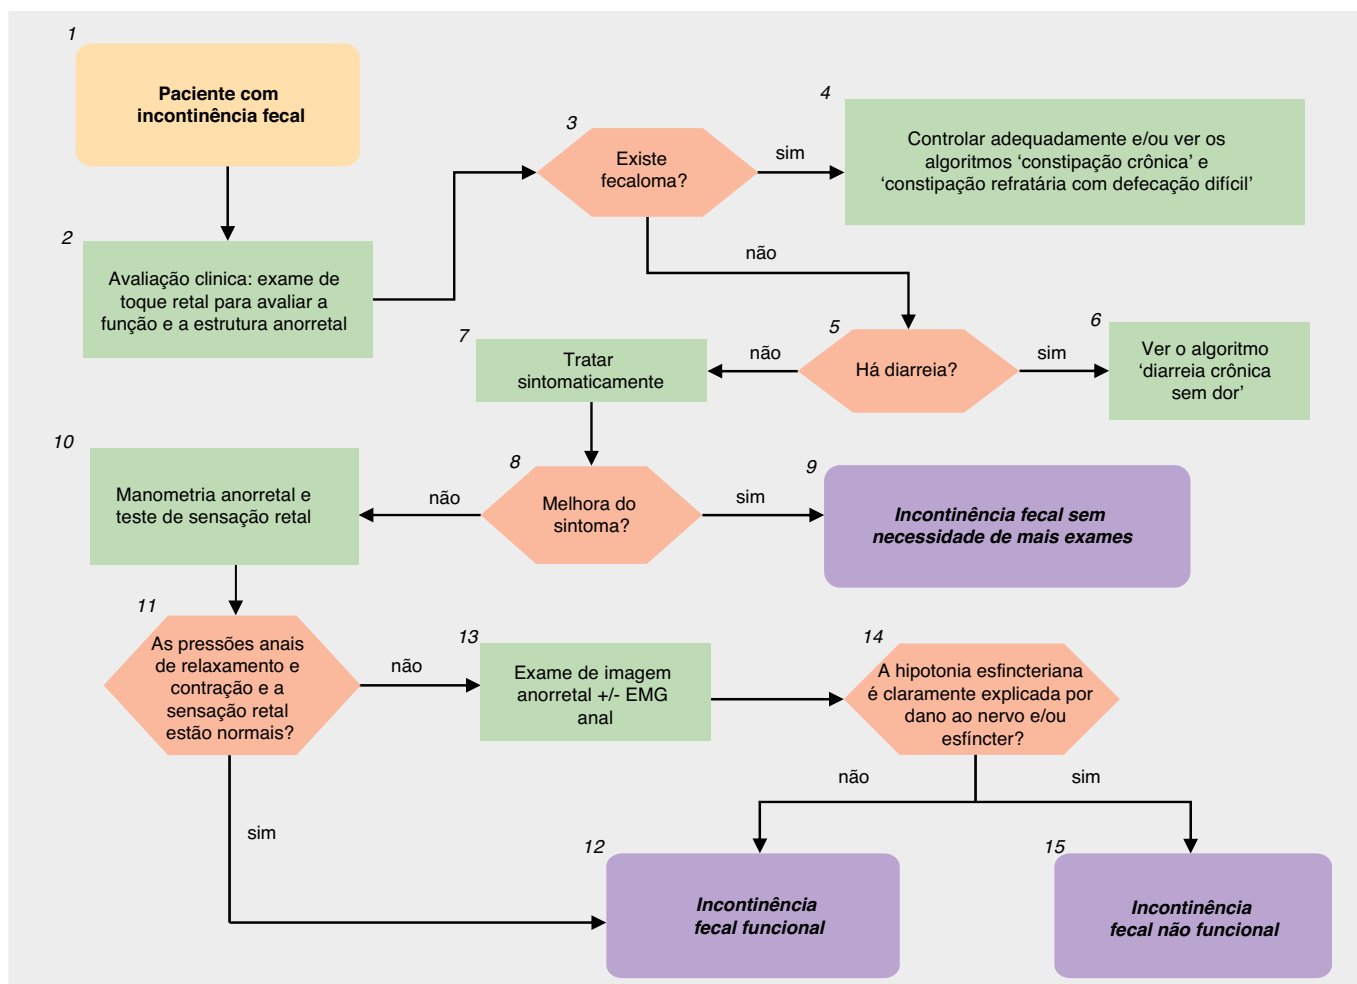 1
Paciente com
incontinência fecal
2
Avaliação clinica: exame de
toque retal para avaliar a
função e a estrutura anorretal
3
Existe
fecaloma?
sim
4
Controlar adequadamente e/ou ver os
algoritmos ‘constipação crônica’ e
‘constipação refratária com defecação difícil’
não
5
Há diarreia?
sim
6
Ver o algoritmo
‘diarreia crônica
sem dor’
não
7
Tratar
sintomaticamente
8
Melhora do
sintoma?
sim
9
Incontinência fecal sem
necessidade de mais exames
não
10
Manometria anorretal e
teste de sensação retal
11
As pressões anais
de relaxamento e
contração e a
sensação retal
estão normais?
não
13
Exame de imagem
anorretal +/- EMG
anal
14
A hipotonia esfincteriana
é claramente explicada por
dano ao nervo e/ou
esfíncter?
não
sim
sim
12
Incontinência
fecal funcional
15
Incontinência
fecal não funcional